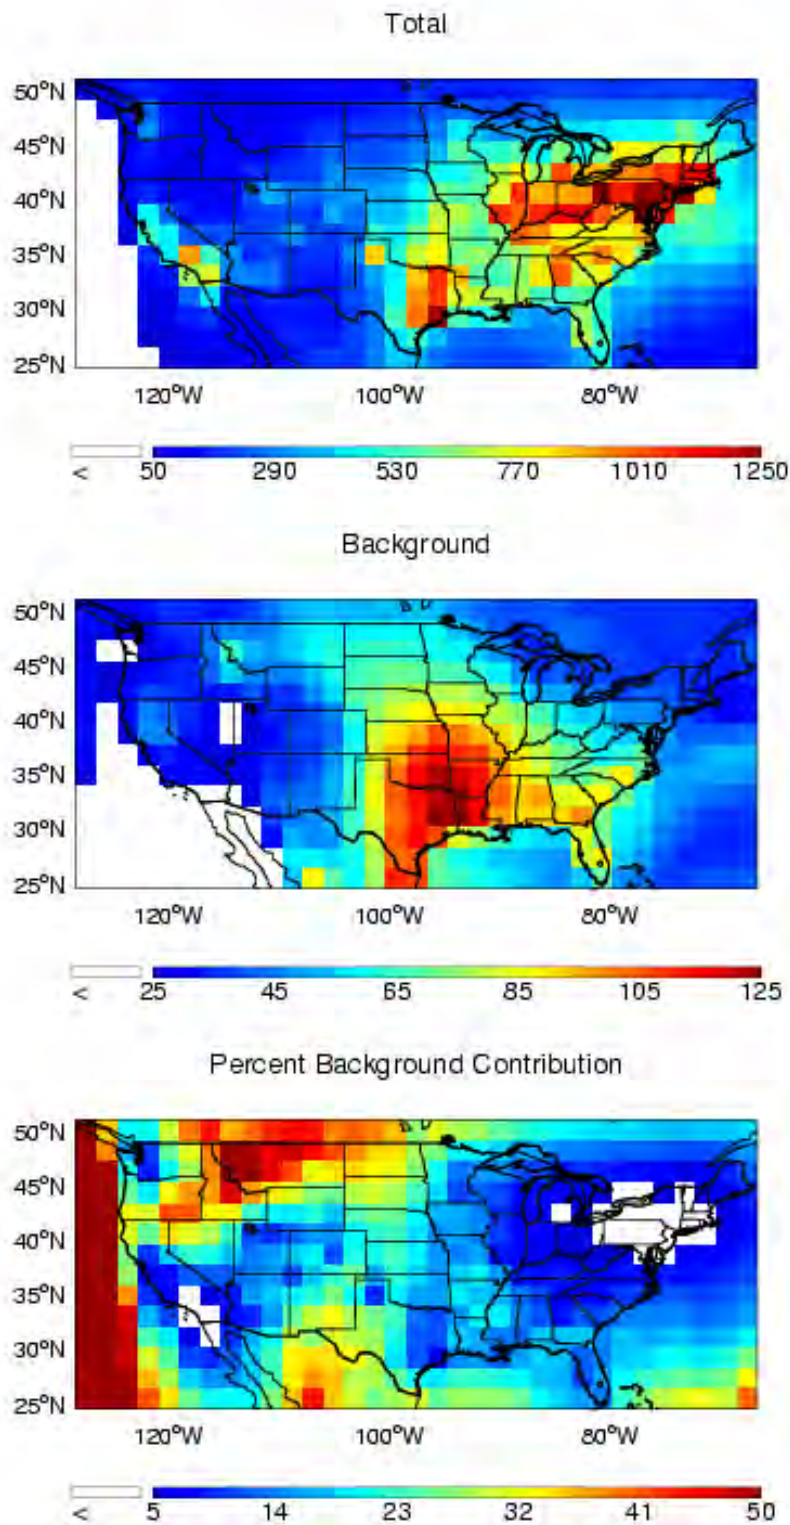 Total
50°N
45°N
40°N
35°N
30°N
25°N
120°W 100°W 80°W
< 50 290 530 770 1010 1250
Background
50°N
45°N
40°N
35°N
30°N
25°N
120°W 100°W 80°W
< 25 45 65 85 105 125
Percent Background Contribution
50°N
45°N
40°N
35°N
30°N
25°N
120°W 100°W 80°W
< 5 14 23 32 41 50